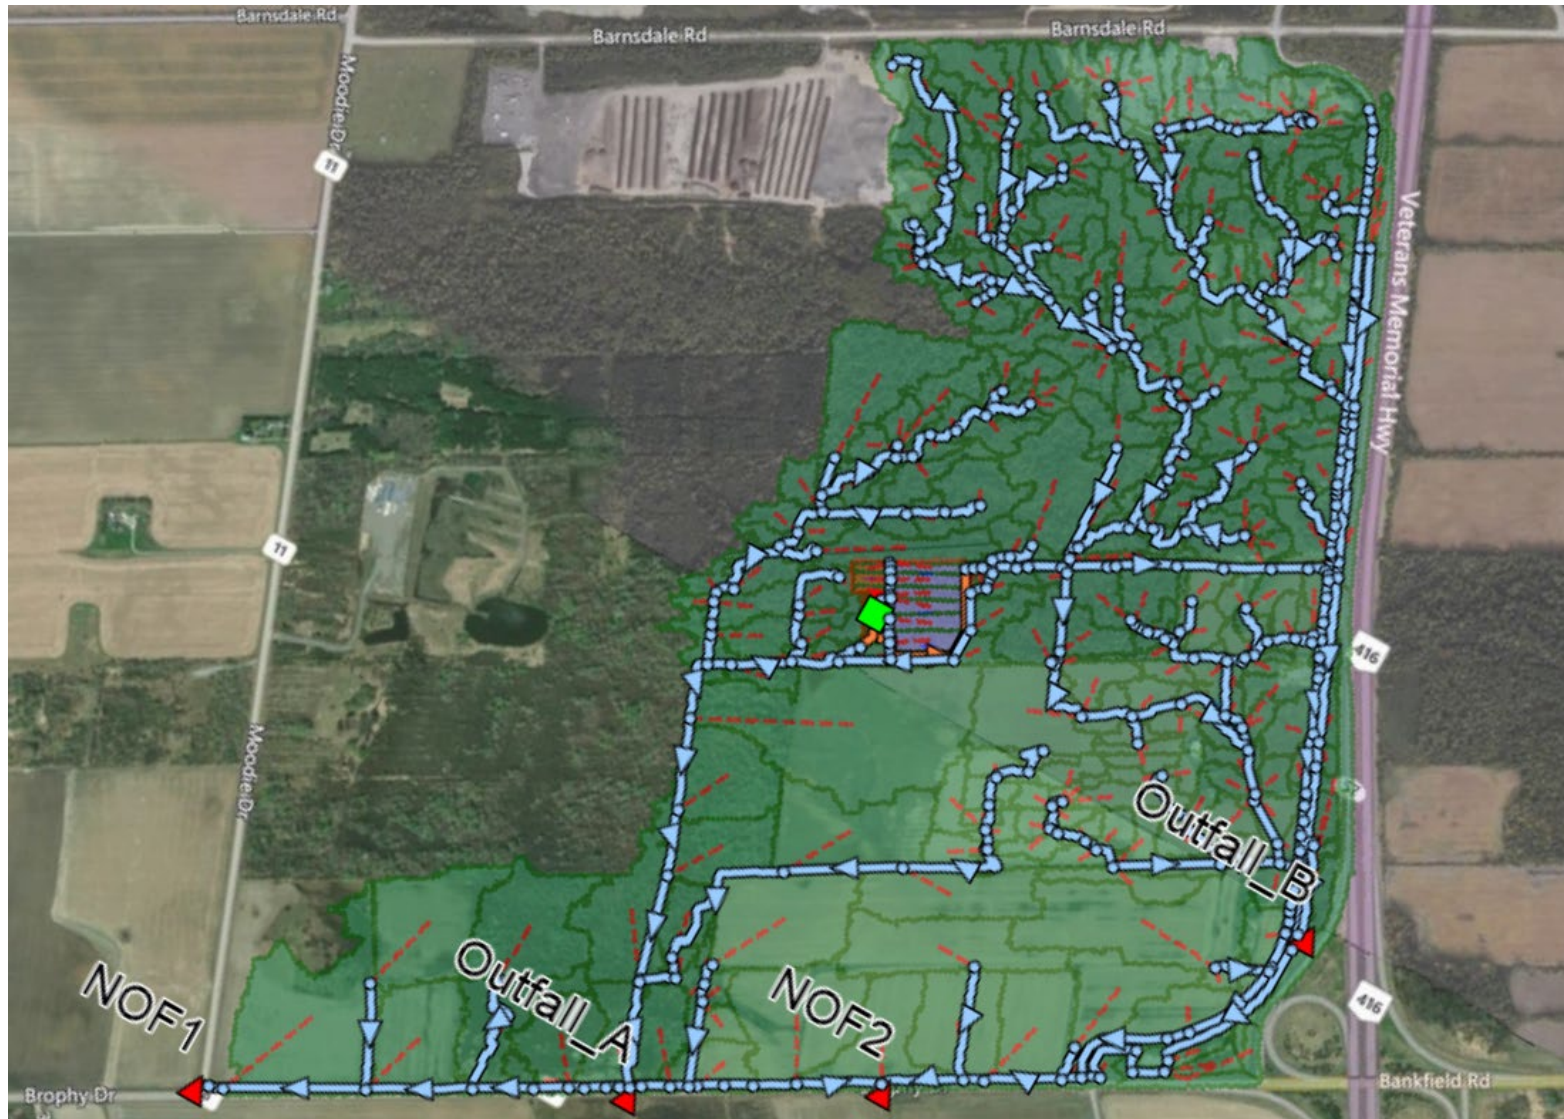 Barnsdale Rd
Barnsdale Rd
Barnsdale Rd
Moodie Dr
11
Veterans Memorial Hwy
11
416
Moodie Dr
Outfall_B
NOF1
Outfall_A
NOF2
416
Brophy Dr
Bankfield Rd